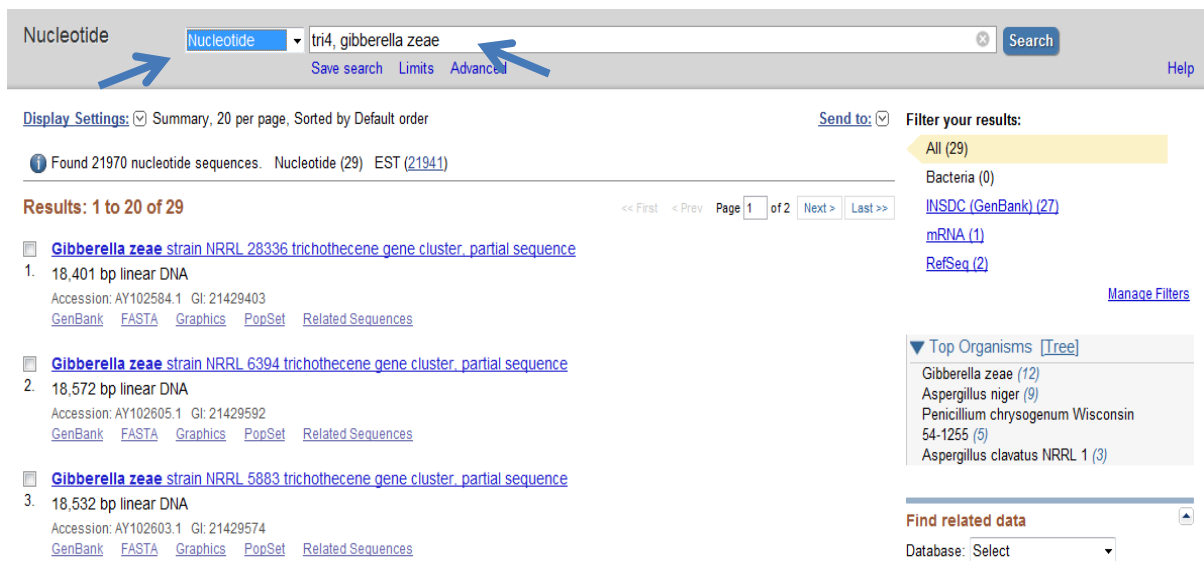 Nucleotide
Nucleotide
tri4, gibberella zeae
Search
Save search Limits Advanced
Help
Display Settings: Summary, 20 per page, Sorted by Default order
Send to:
Found 21970 nucleotide sequences. Nucleotide (29) EST (21941)
Results: 1 to 20 of 29
<< First < Prev Page 1 of 2 Next > Last >>
Gibberella zeae strain NRRL 28336 trichothecene gene cluster, partial sequence
1. 18,401 bp linear DNA
Accession: AY102584.1 GI: 21429403
GenBank FASTA Graphics PopSet Related Sequences
Gibberella zeae strain NRRL 6394 trichothecene gene cluster, partial sequence
2. 18,572 bp linear DNA
Accession: AY102605.1 GI: 21429592
GenBank FASTA Graphics PopSet Related Sequences
Gibberella zeae strain NRRL 5883 trichothecene gene cluster, partial sequence
3. 18,532 bp linear DNA
Accession: AY102603.1 GI: 21429574
GenBank FASTA Graphics PopSet Related Sequences
Filter your results:
All (29)
Bacteria (0)
INSDC (GenBank) (27)
mRNA (1)
RefSeq (2)
Manage Filters
Top Organisms [Tree]
Gibberella zeae (12)
Aspergillus niger (9)
Penicillium chrysogenum Wisconsin
54-1255 (5)
Aspergillus clavatus NRRL 1 (3)
Find related data
Database: Select